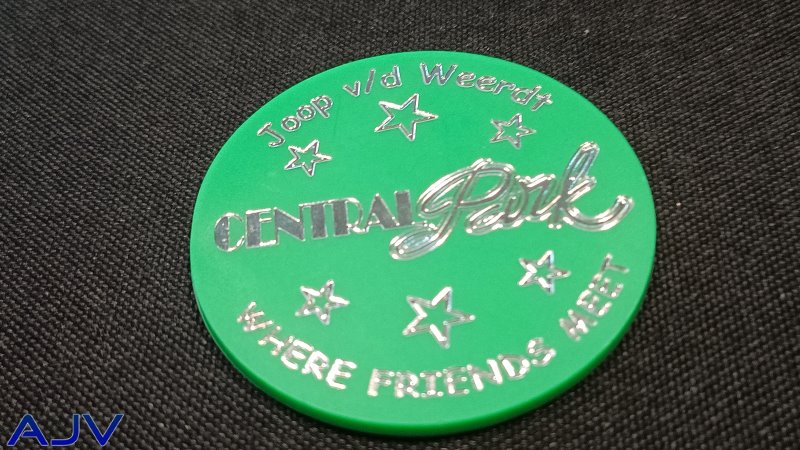 Joop v/d Weerdt
CENTRAL Park
WHERE FRIENDS MEET
AJV